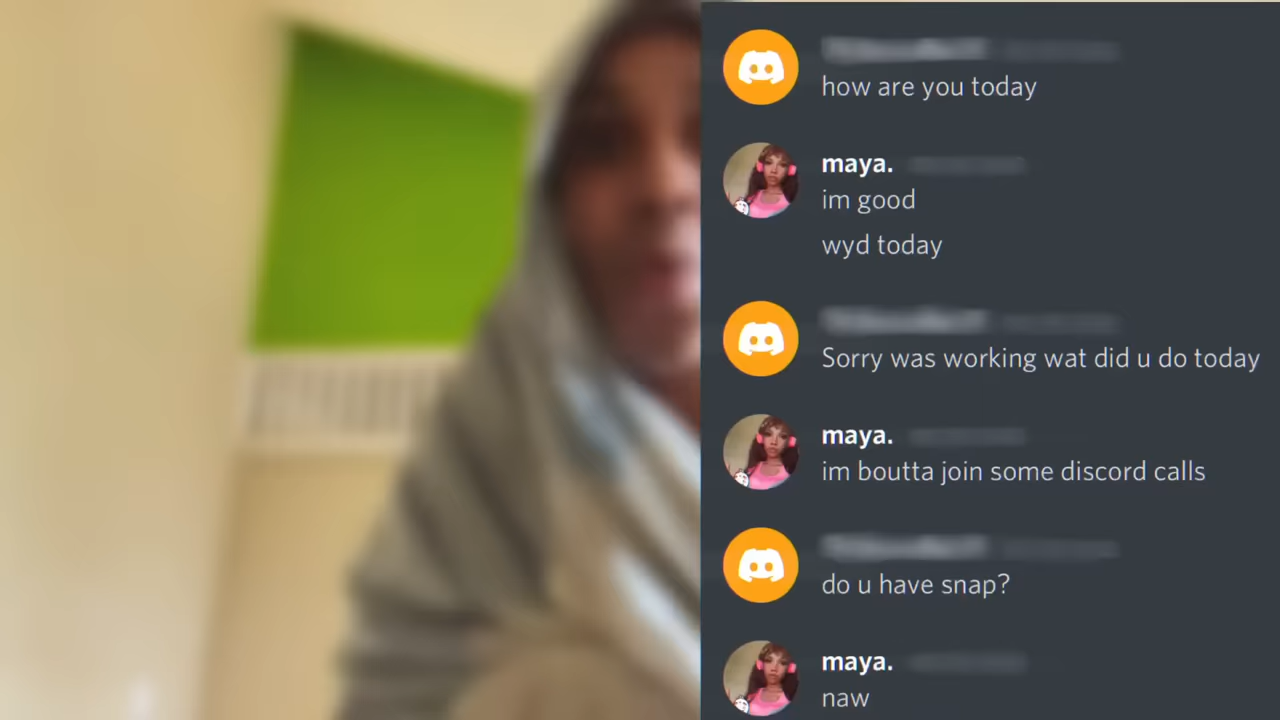 how are you today
maya.
im good
wyd today
Sorry was working wat did u do today
maya.
im boutta join some discord calls
do u have snap?
maya.
naw